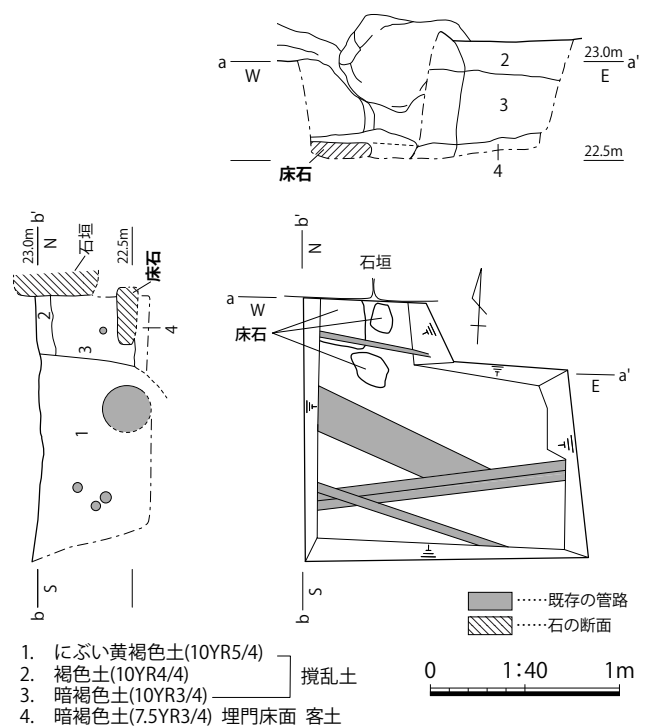 a W 2 23.0m a'
E
3
22.5m
床石 4
b'
23.0m N 石垣 22.5m 床石
2 3 4
1
b S
b'
N
石垣
a W
床石
E a'
S
b
既存の管路
石の断面
1. にぶい黄褐色土(10YR5/4)
2. 褐色土(10YR4/4) 撹乱土
3. 暗褐色土(10YR3/4)
4. 暗褐色土(7.5YR3/4) 埋門床面 客土
0 1:40 1m